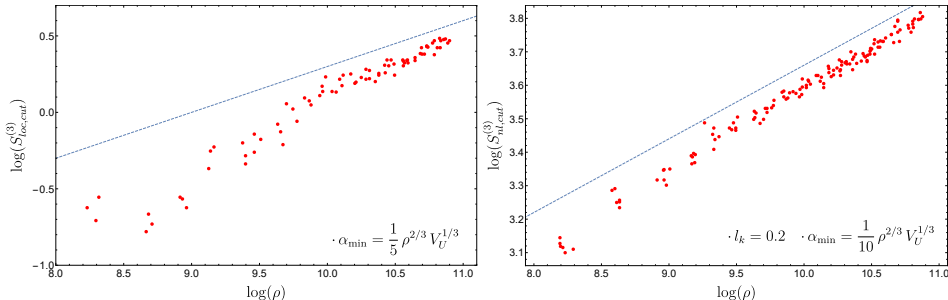 log(S^{(3)}_{loc,cut})
0.5
0.0
-0.5
-1.0
8.0 8.5 9.0 9.5 10.0 10.5 11.0
log(ρ)
· α_min = 1/5 ρ^{2/3} V_U^{1/3}
log(S^{(3)}_{nl,cut})
3.8
3.7
3.6
3.5
3.4
3.3
3.2
3.1
8.0 8.5 9.0 9.5 10.0 10.5 11.0
log(ρ)
· l_k = 0.2 · α_min = 1/10 ρ^{2/3} V_U^{1/3}